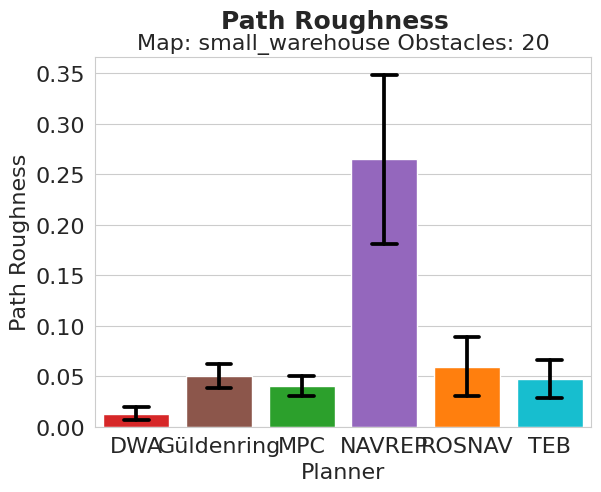 Path Roughness
Map: small_warehouse Obstacles: 20
Path Roughness
0.35
0.30
0.25
0.20
0.15
0.10
0.05
0.00
DWA Güldenring MPC NAVREP ROSNAV TEB
Planner